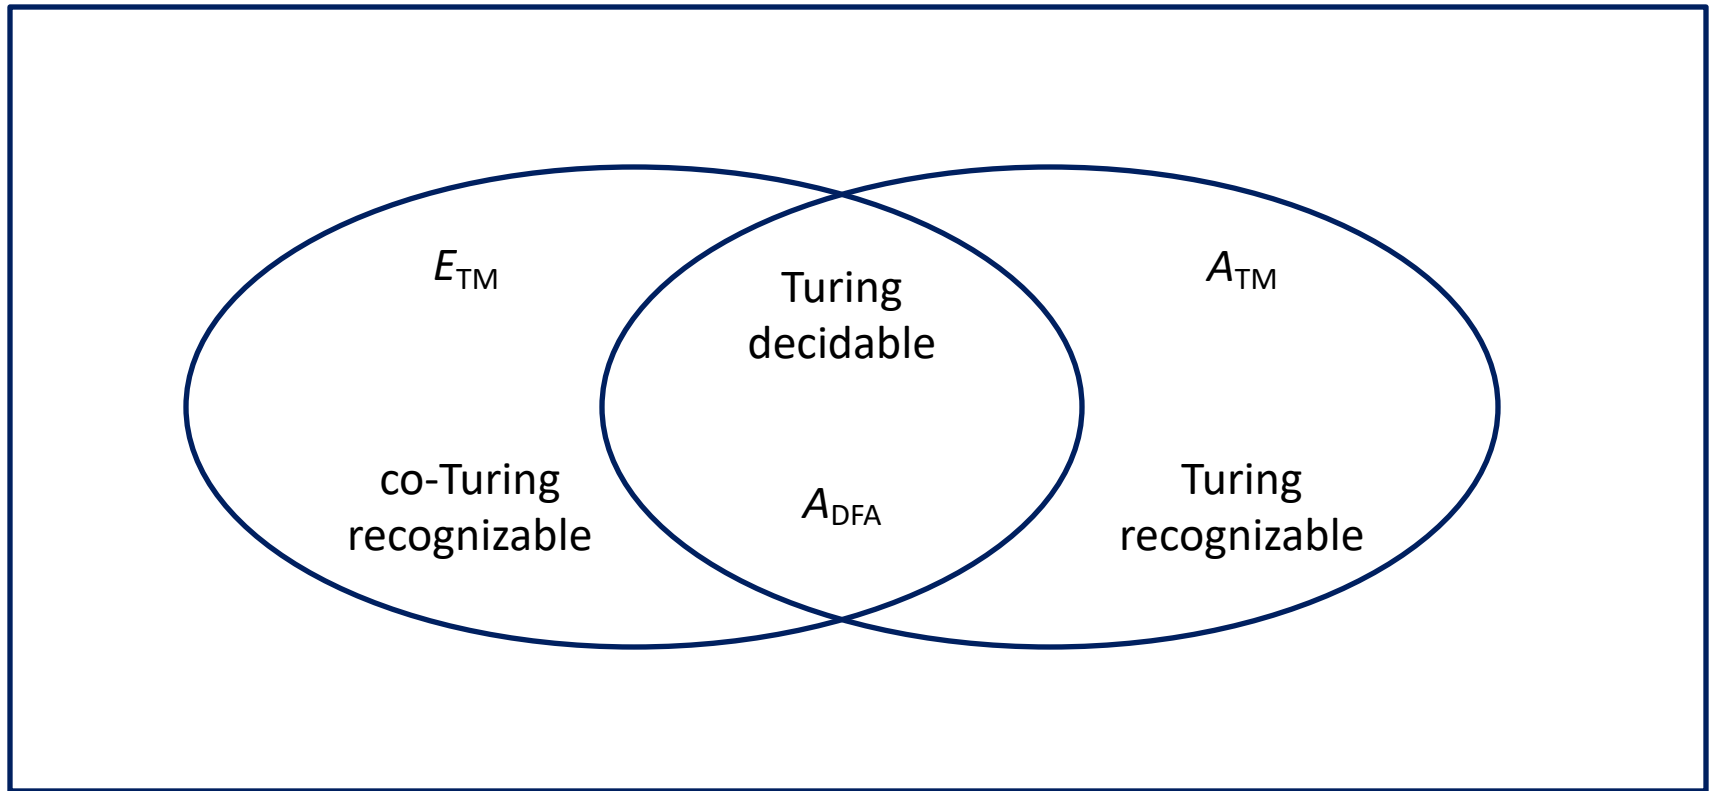 E_TM
A_TM
Turing
decidable
co-Turing
recognizable
A_DFA
Turing
recognizable